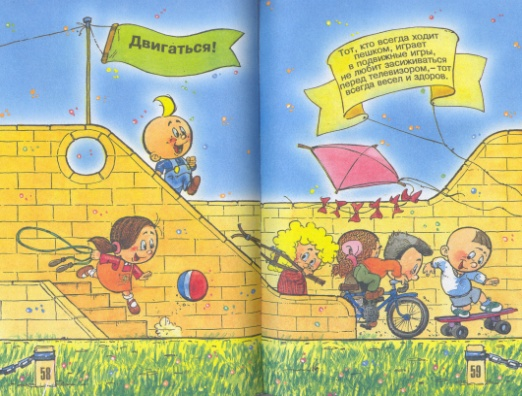 Двигаться!
Тот, кто всегда ходит
пешком, играет
в подвижные игры,
не любит засиживаться
перед телевизором,– тот
всегда весел и здоров.
58
59